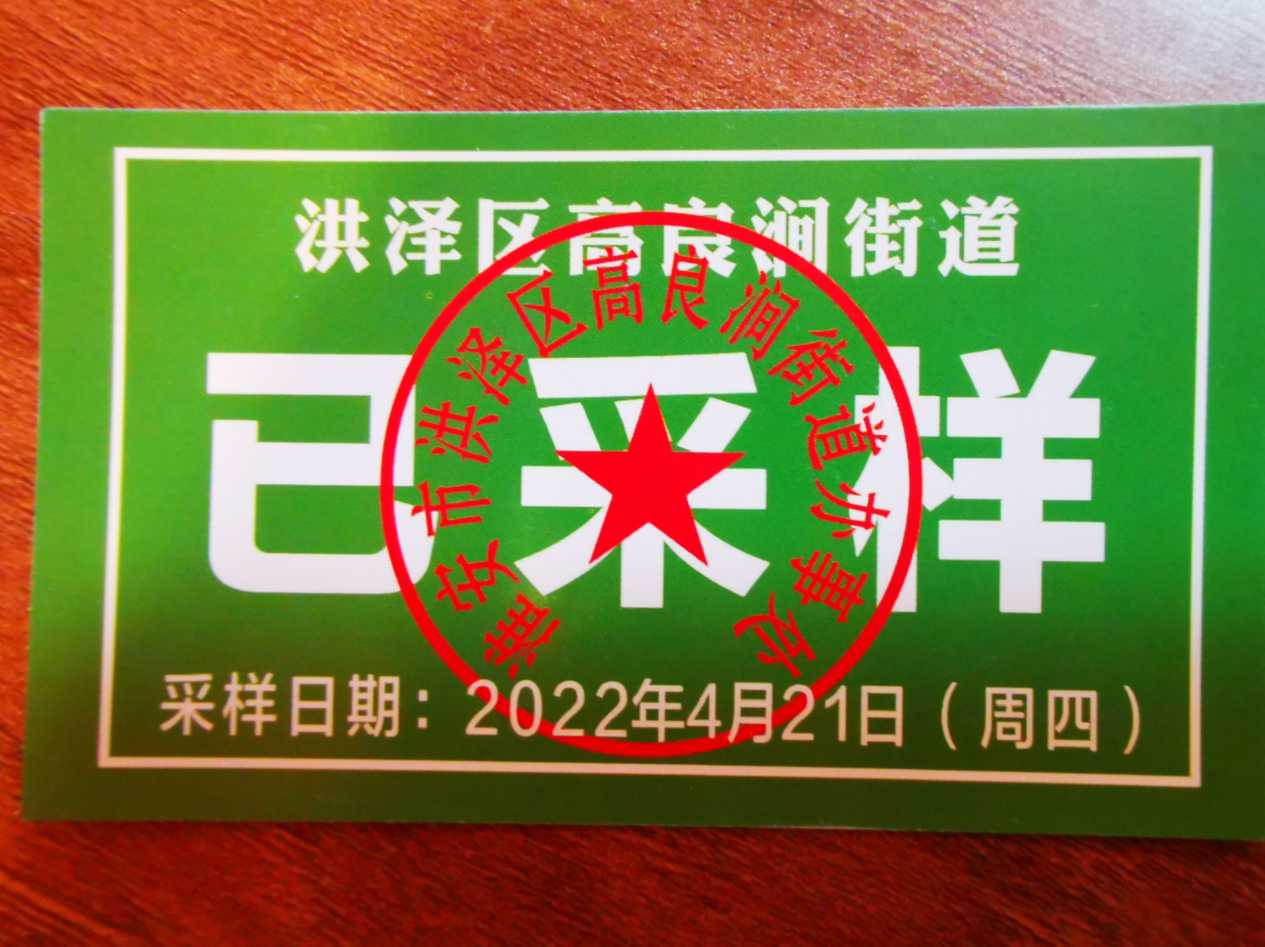 洪泽区高良涧街道
淮安市洪泽区高良涧街道办事处
已采样
采样日期：2022年4月21日（周四）